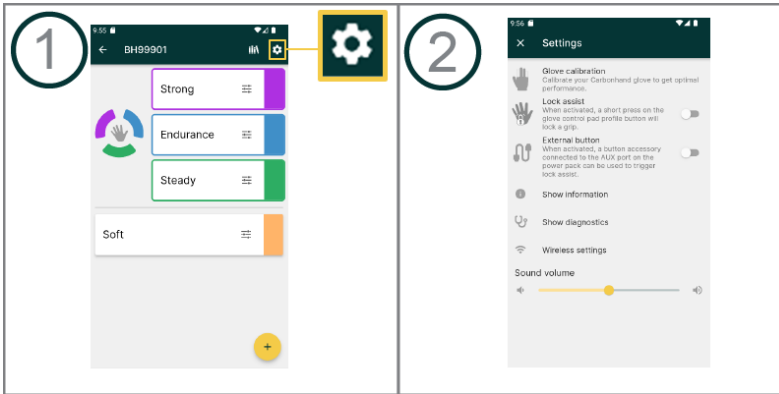 1
9:55
BH99901
Strong
Endurance
Steady
Soft
+
2
9:56
Settings
Glove calibration
Calibrate your Carbonhand glove to get optimal
performance.
Lock assist
When activated, a short press on the
glove control pad profile button will
lock a grip.
External button
When activated, a button accessory
connected to the AUX port on the
power pack can be used to trigger
lock assist.
Show information
Show diagnostics
Wireless settings
Sound volume